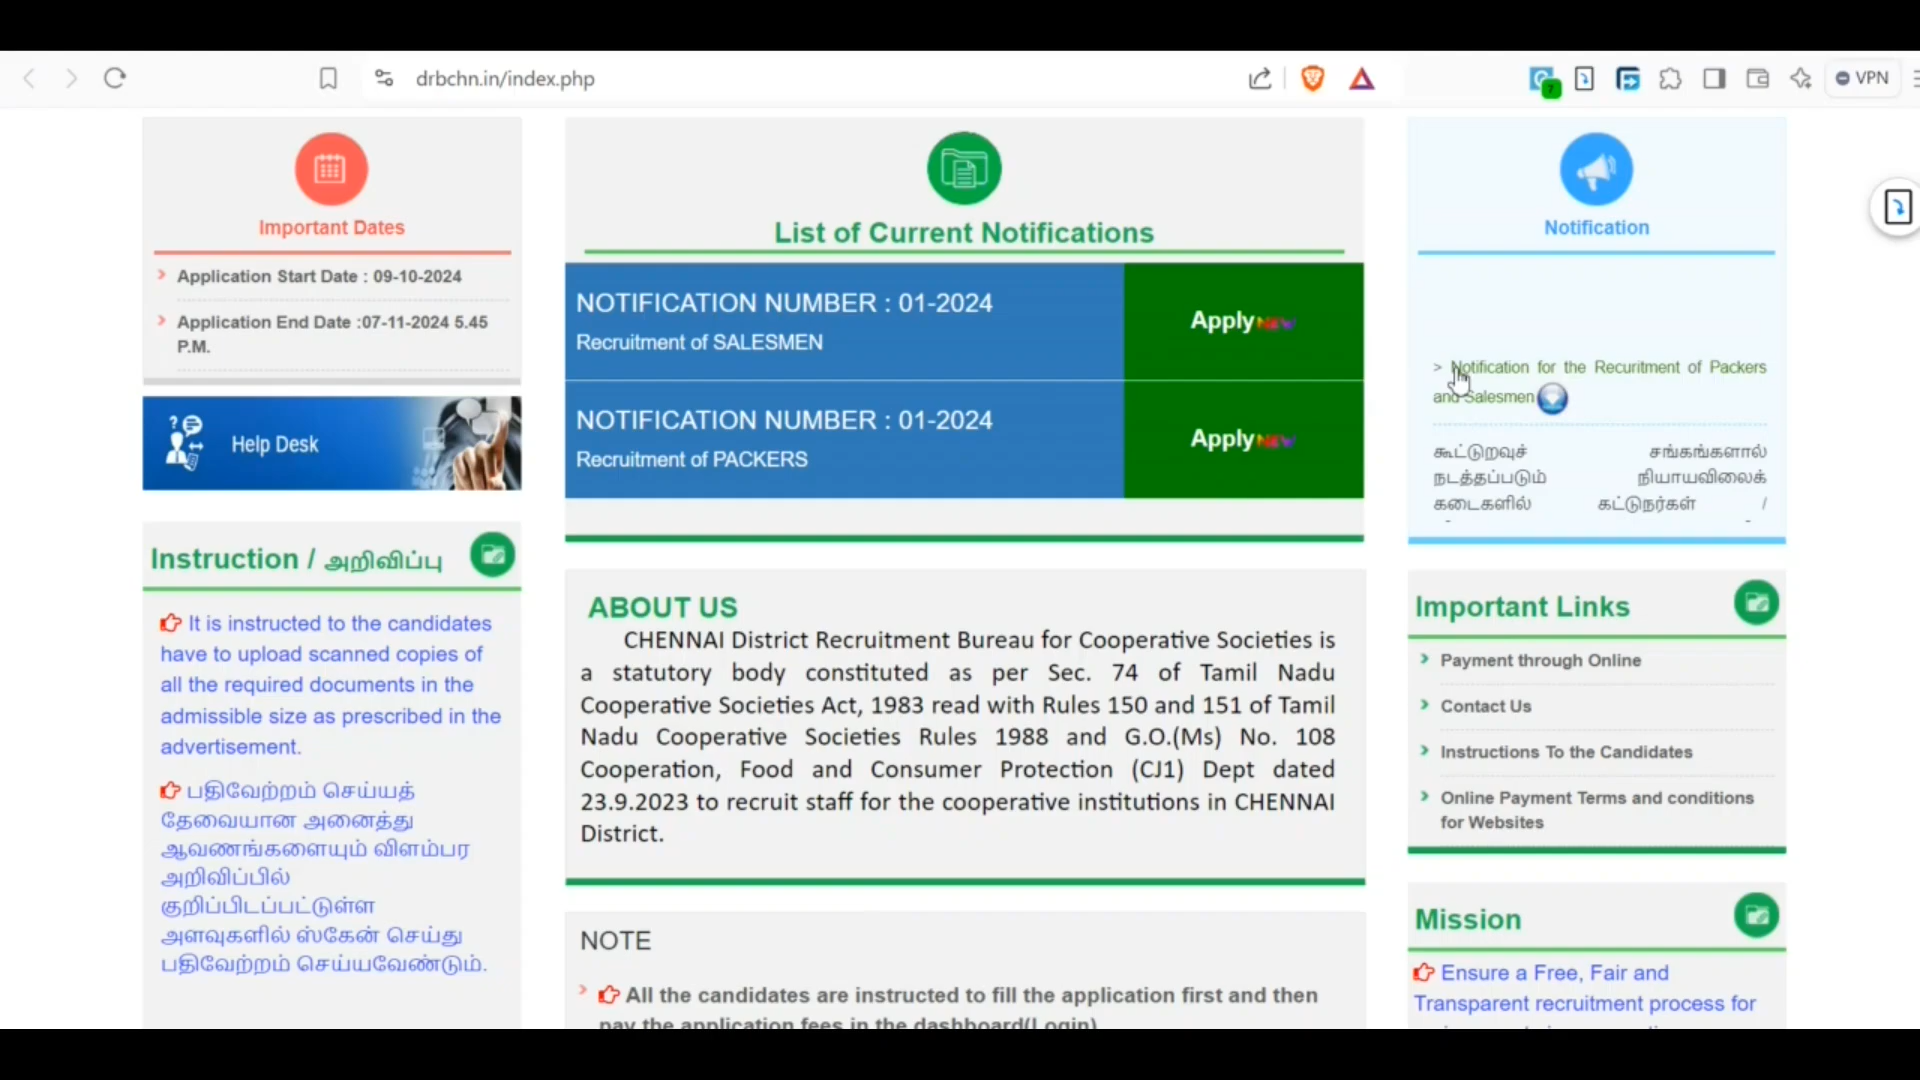 drbchn.in/index.php
VPN
7
Important Dates
Application Start Date : 09-10-2024
Application End Date :07-11-2024 5.45
P.M.
Help Desk
Instruction / அறிவிப்பு
It is instructed to the candidates
have to upload scanned copies of
all the required documents in the
admissible size as prescribed in the
advertisement.
பதிவேற்றம் செய்யத்
தேவையான அனைத்து
ஆவணங்களையும் விளம்பர
அறிவிப்பில்
குறிப்பிடப்பட்டுள்ள
அளவுகளில் ஸ்கேன் செய்து
பதிவேற்றம் செய்யவேண்டும்.
List of Current Notifications
NOTIFICATION NUMBER : 01-2024
Recruitment of SALESMEN
Apply NEW
NOTIFICATION NUMBER : 01-2024
Recruitment of PACKERS
Apply NEW
ABOUT US
CHENNAI District Recruitment Bureau for Cooperative Societies is
a statutory body constituted as per Sec. 74 of Tamil Nadu
Cooperative Societies Act, 1983 read with Rules 150 and 151 of Tamil
Nadu Cooperative Societies Rules 1988 and G.O.(Ms) No. 108
Cooperation, Food and Consumer Protection (CJ1) Dept dated
23.9.2023 to recruit staff for the cooperative institutions in CHENNAI
District.
NOTE
All the candidates are instructed to fill the application first and then
pay the application fees in the dashboard(Login)
Notification
> Notification for the Recuritment of Packers
and Salesmen
கூட்டுறவுச் சங்கங்களால்
நடத்தப்படும் நியாயவிலைக்
கடைகளில் கட்டுநர்கள் /
Important Links
Payment through Online
Contact Us
Instructions To the Candidates
Online Payment Terms and conditions
for Websites
Mission
Ensure a Free, Fair and
Transparent recruitment process for